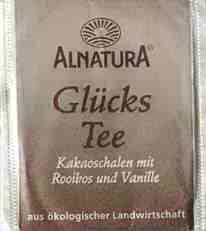 ALNATURA®
Glücks
Tee
Kakaoschalen mit
Rooibos und Vanille
aus ökologischer Landwirtschaft